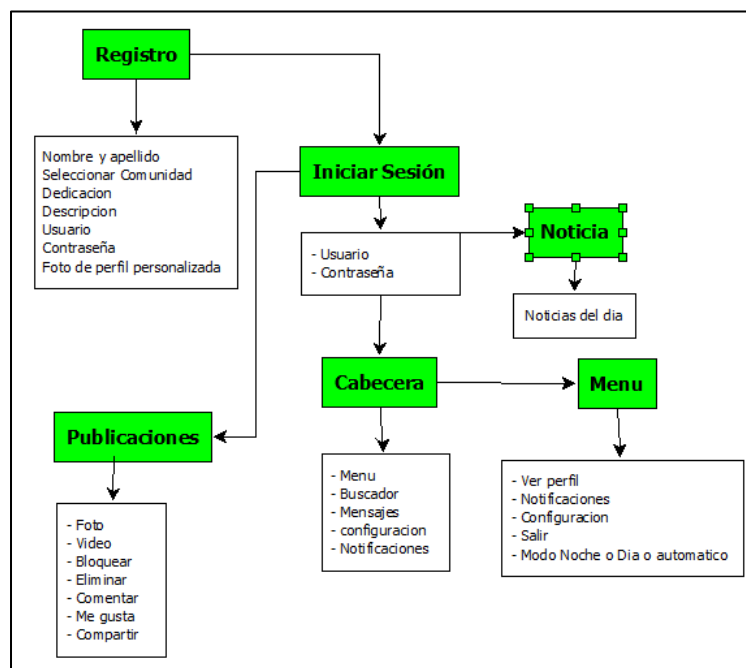 Registro
Nombre y apellido
Seleccionar Comunidad
Dedicacion
Descripcion
Usuario
Contraseña
Foto de perfil personalizada
Iniciar Sesión
- Usuario
- Contraseña
Noticia
Noticias del dia
Cabecera
- Menu
- Buscador
- Mensajes
- configuracion
- Notificaciones
Menu
- Ver perfil
- Notificaciones
- Configuracion
- Salir
- Modo Noche o Dia o automatico
Publicaciones
- Foto
- Video
- Bloquear
- Eliminar
- Comentar
- Me gusta
- Compartir